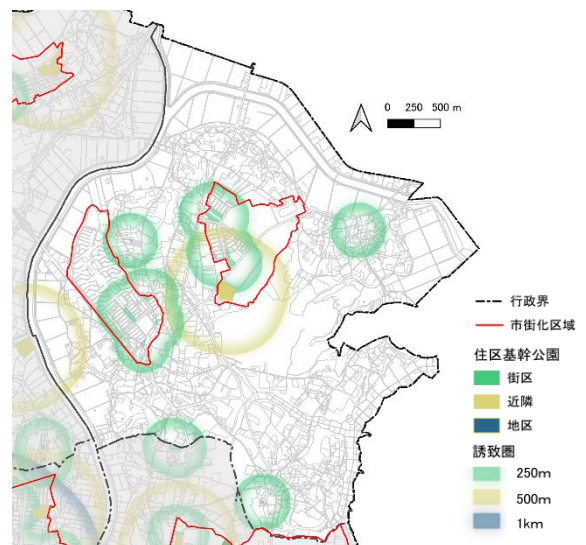 0 250 500 m
行政界
市街化区域
住区基幹公園
街区
近隣
地区
誘致圏
250m
500m
1km